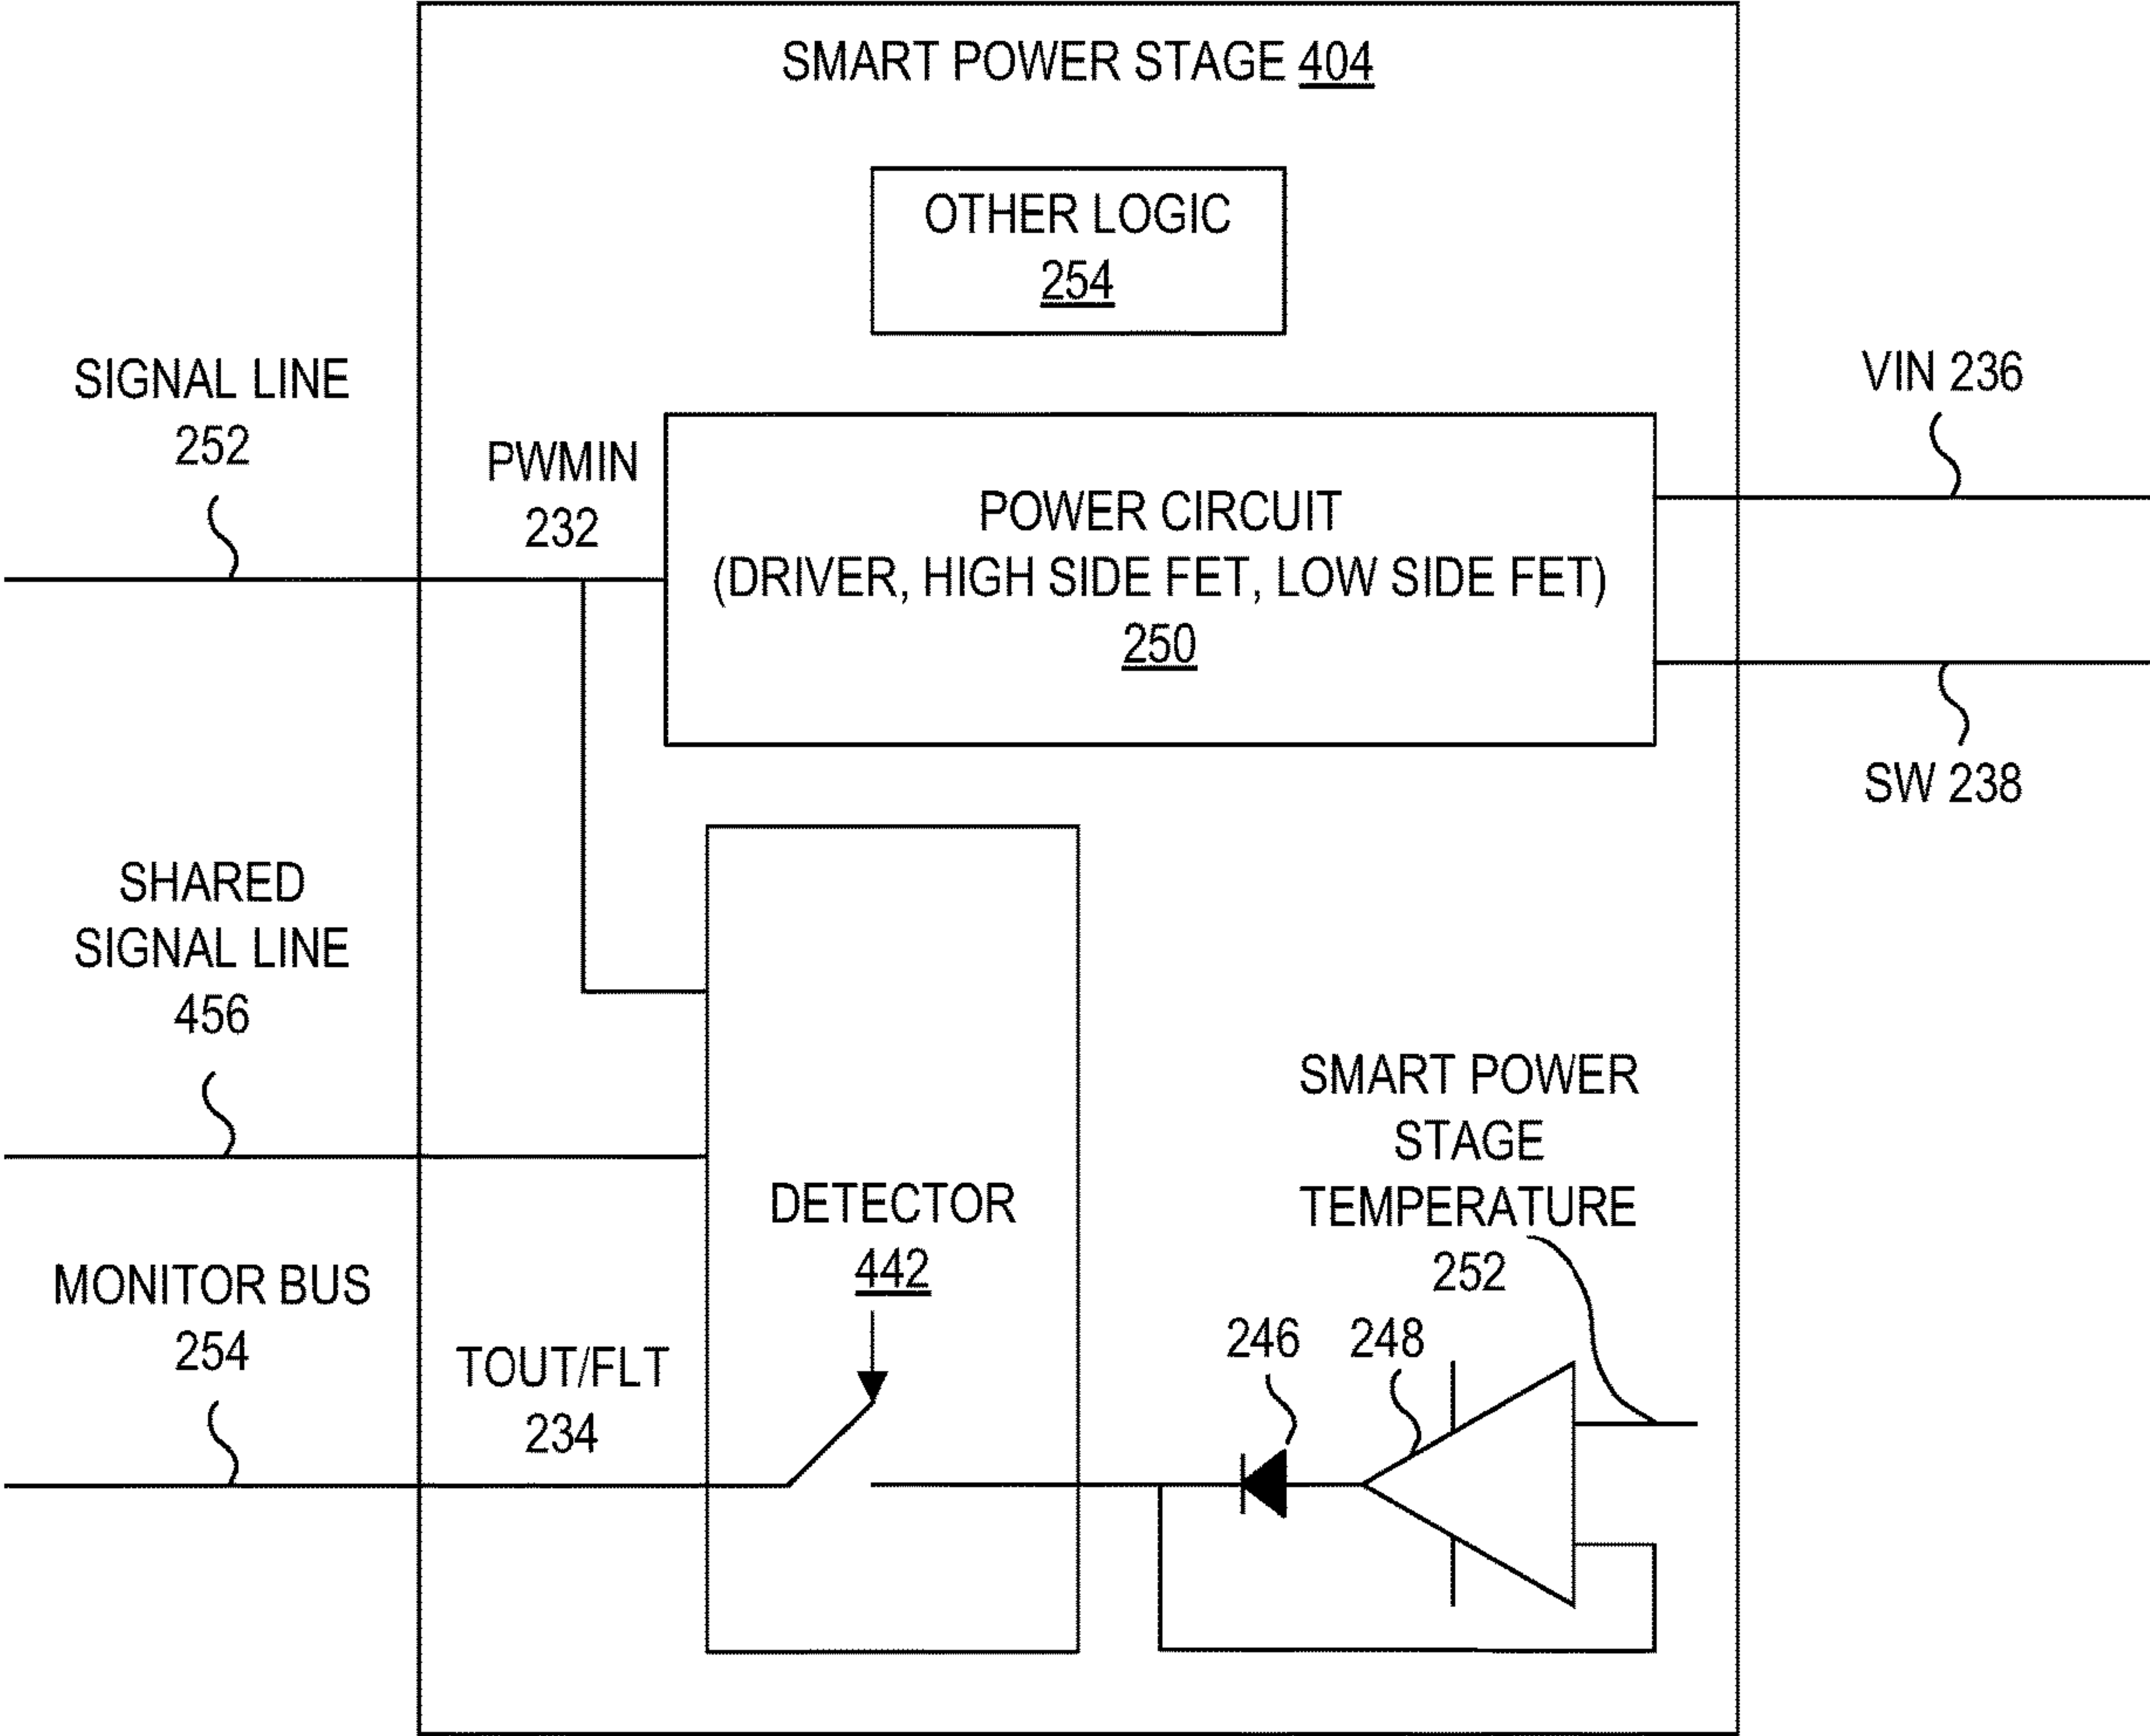 SMART POWER STAGE 404
OTHER LOGIC
254
SIGNAL LINE
252
PWMIN
232
POWER CIRCUIT
(DRIVER, HIGH SIDE FET, LOW SIDE FET)
250
VIN 236
SW 238
SHARED
SIGNAL LINE
456
DETECTOR
442
SMART POWER
STAGE
TEMPERATURE
252
MONITOR BUS
254
TOUT/FLT
234
246
248